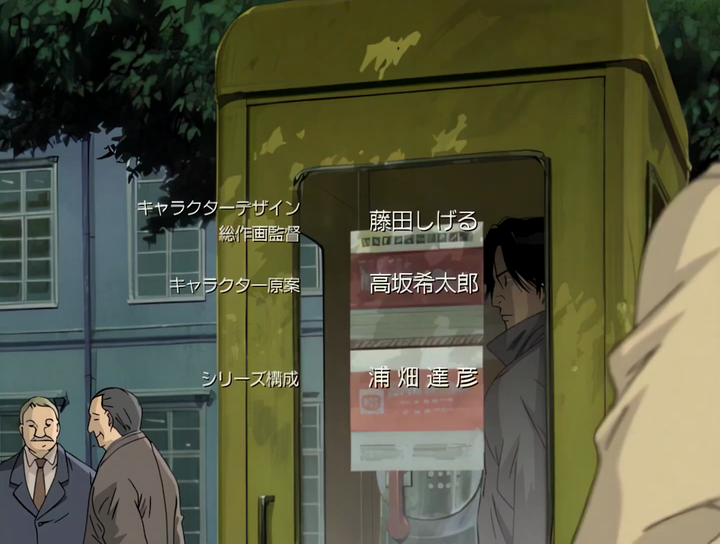 キャラクターデザイン
総作画監督
藤田しげる
キャラクター原案
高坂希太郎
シリーズ構成
浦畑達彦